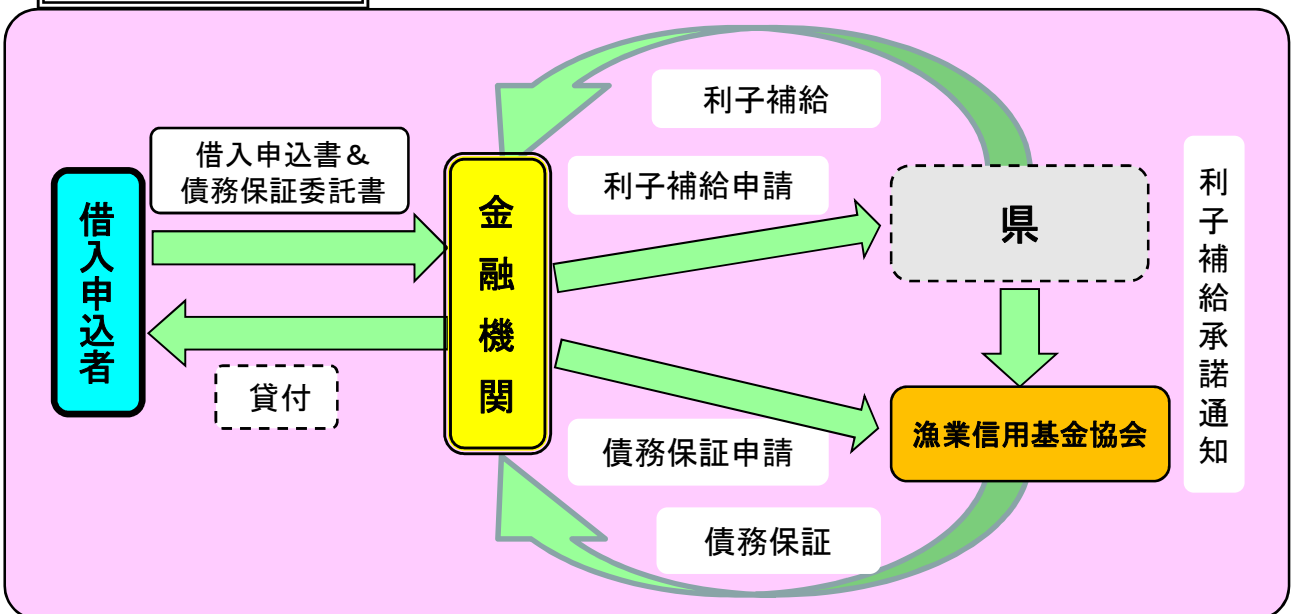 借入申込書＆
債務保証委託書
借入申込者
貸付
金融機関
利子補給
利子補給申請
県
利子補給承諾通知
漁業信用基金協会
債務保証申請
債務保証